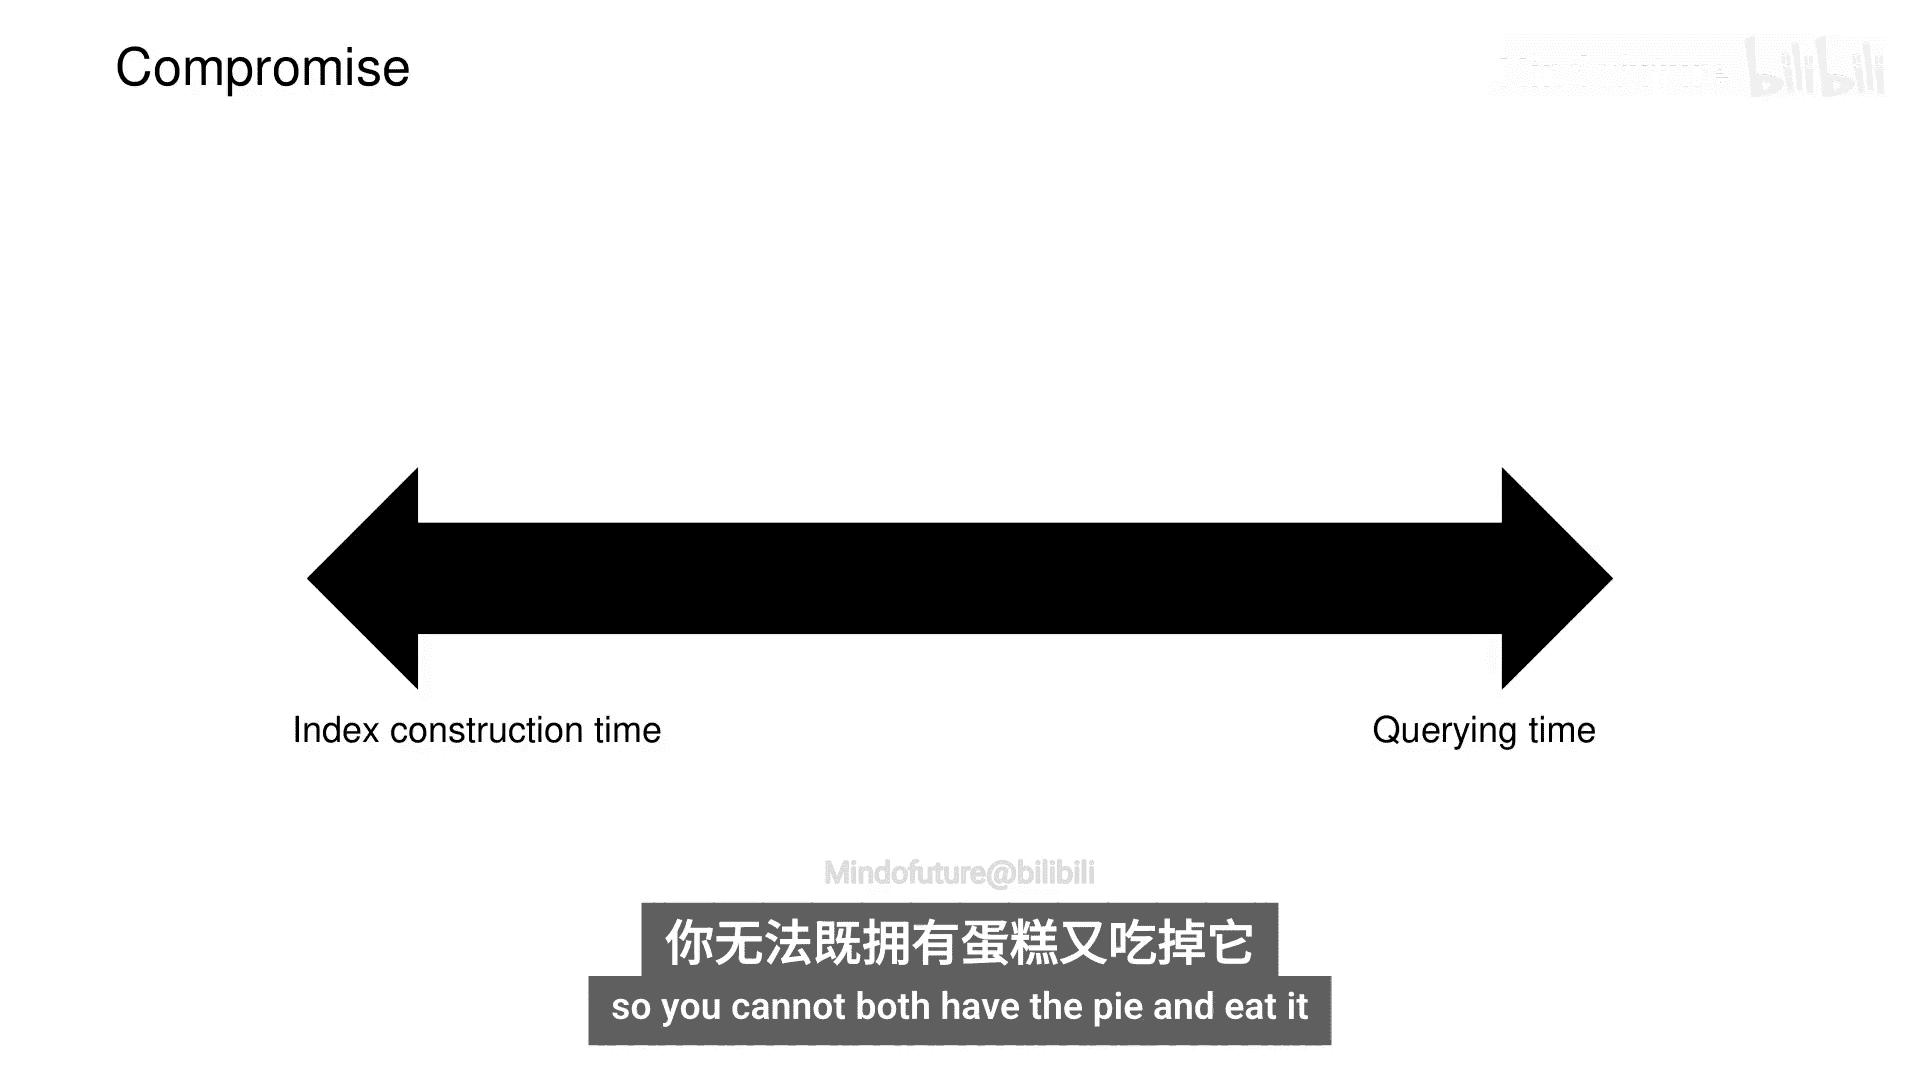 Compromise
bilibili
Index construction time
Querying time
Mindofuture@bilibili
你无法既拥有蛋糕又吃掉它
so you cannot both have the pie and eat it